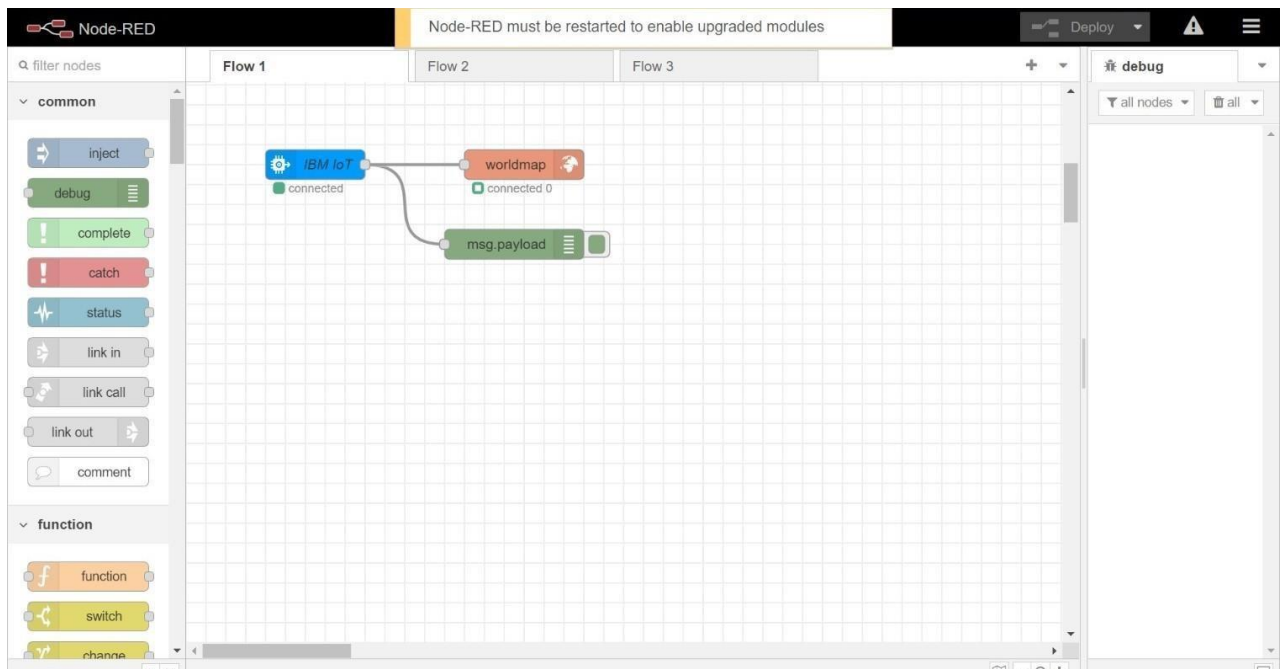 Node-RED
Node-RED must be restarted to enable upgraded modules
Deploy
filter nodes
Flow 1
Flow 2
Flow 3
debug
all nodes
all
common
inject
debug
complete
catch
status
link in
link call
link out
comment
function
function
switch
change
IBM IoT
connected
worldmap
connected 0
msg.payload